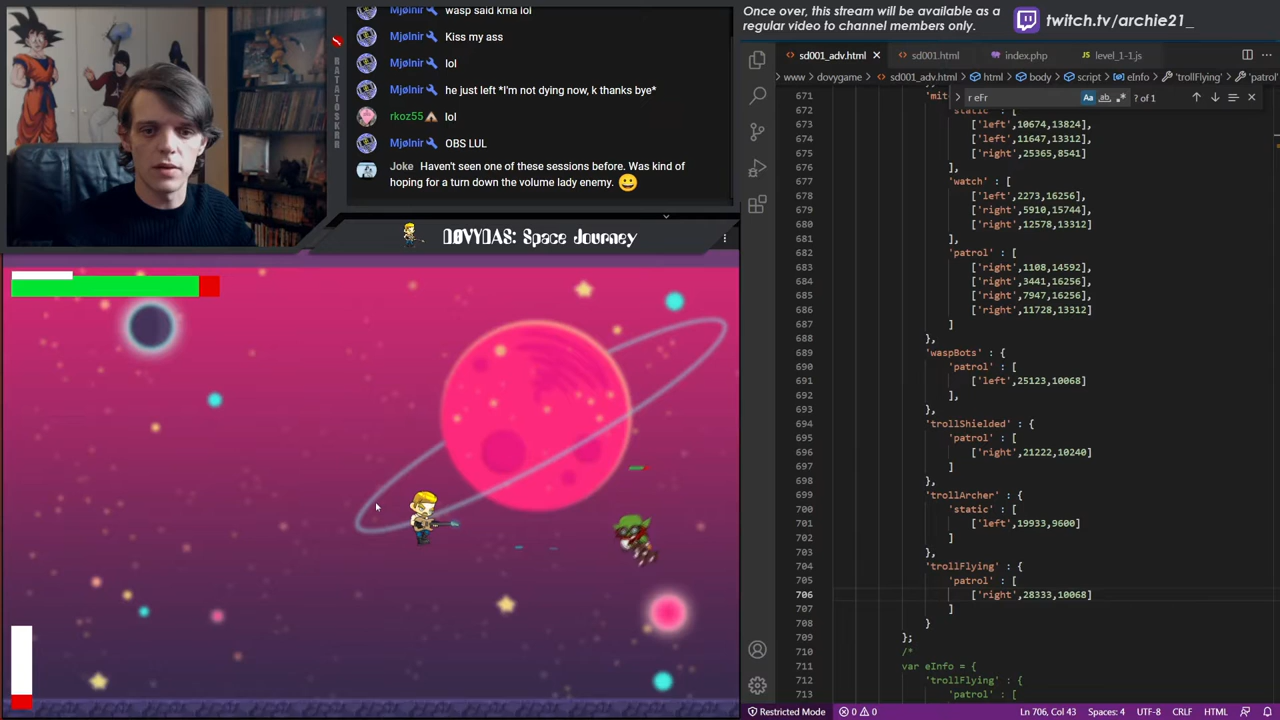 Once over, this stream will be available as a
regular video to channel members only.
twitch.tv/archie21_
RATATOSKRR
wasp said kma lol
Mjølnir Kiss my ass
Mjølnir lol
Mjølnir he just left *I'm not dying now, k thanks bye*
rkoz55 lol
Mjølnir OBS LUL
Joke Haven't seen one of these sessions before. Was kind of
hoping for a turn down the volume lady enemy.
DOVYDAS: Space Journey
sd001_adv.html
sd001.html
index.php
level_1-1.js
www > dovygame > sd001_adv.html > html > body > script > eInfo > 'trollFlying' > 'patrol'
r eFr
Aa
ab
? of 1
671 'mit
static
673 ['left',10674,13824],
674 ['left',11647,13312],
675 ['right',25365,8541]
676 ],
677 'watch' : [
678 ['left',2273,16256],
679 ['right',5910,15744],
680 ['right',12578,13312]
681 ],
682 'patrol' : [
683 ['right',1108,14592],
684 ['right',3441,16256],
685 ['right',7947,16256],
686 ['right',11728,13312]
687 ]
688 },
689 'waspBots' : {
690 'patrol' : [
691 ['left',25123,10068]
692 ],
693 },
694 'trollShielded' : {
695 'patrol' : [
696 ['right',21222,10240]
697 ]
698 },
699 'trollArcher' : {
700 'static' : [
701 ['left',19933,9600]
702 ]
703 },
704 'trollFlying' : {
705 'patrol' : [
706 ['right',28333,10068]
707 ]
708 }
709 };
710 /*
711 var eInfo = {
712 'trollFlying' : {
713 'patrol' : [
Restricted Mode
0
0
Ln 706, Col 43
Spaces: 4
UTF-8
CRLF
HTML